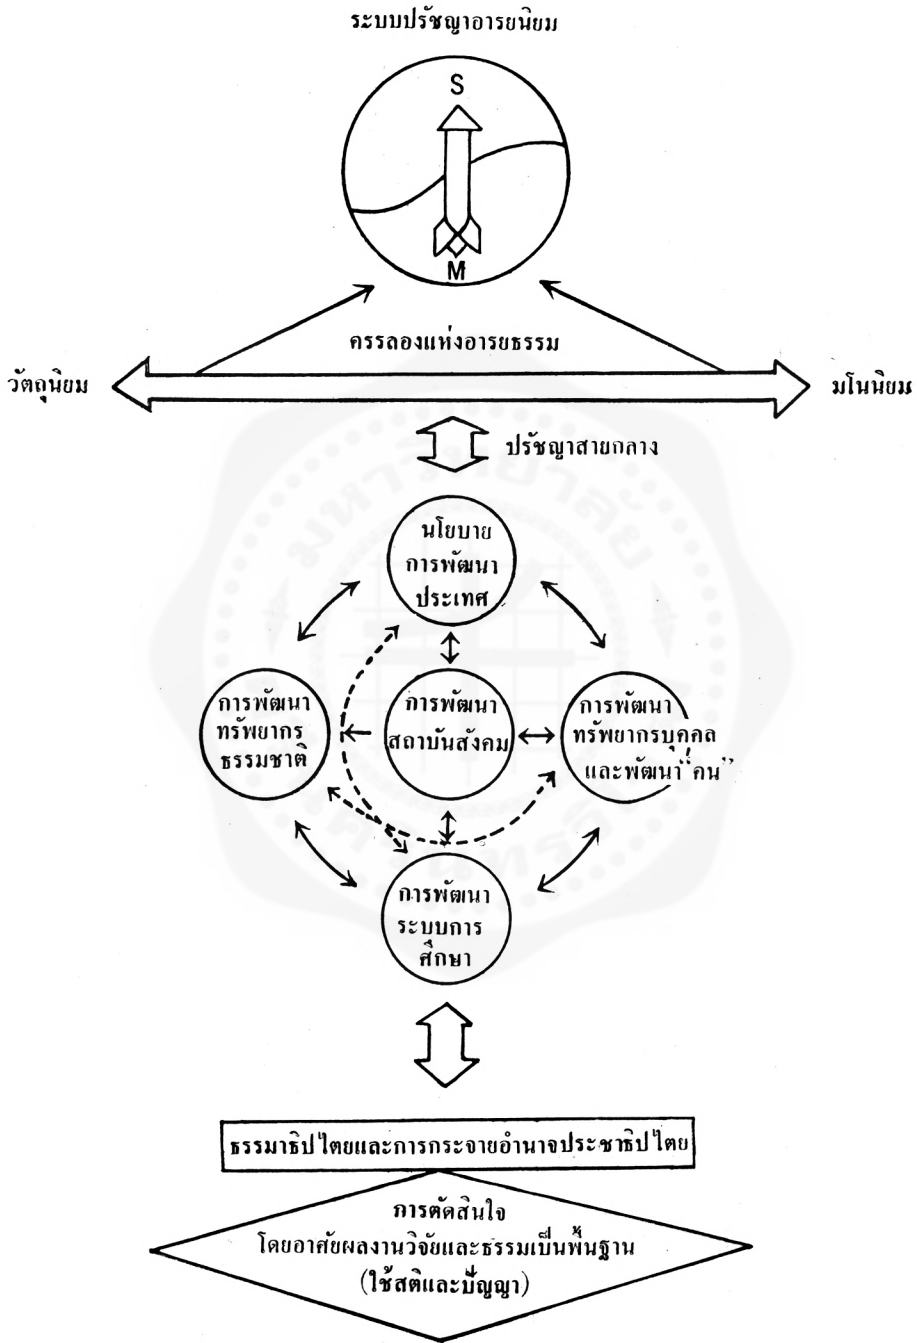 ระบบปรัชญาอารยนิยม
S
M
ครรลองแห่งอารยธรรม
วัตถุนิยม
มโนนิยม
ปรัชญาสายกลาง
นโยบาย
การพัฒนา
ประเทศ
การพัฒนา
ทรัพยากร
ธรรมชาติ
การพัฒนา
สถาบันสังคม
การพัฒนา
ทรัพยากรบุคคล
และพัฒนา"คน"
การพัฒนา
ระบบการ
ศึกษา
ธรรมาธิปไตยและการกระจายอำนาจประชาธิปไตย
การตัดสินใจ
โดยอาศัยผลงานวิจัยและธรรมเป็นพื้นฐาน
(ใช้สติและปัญญา)